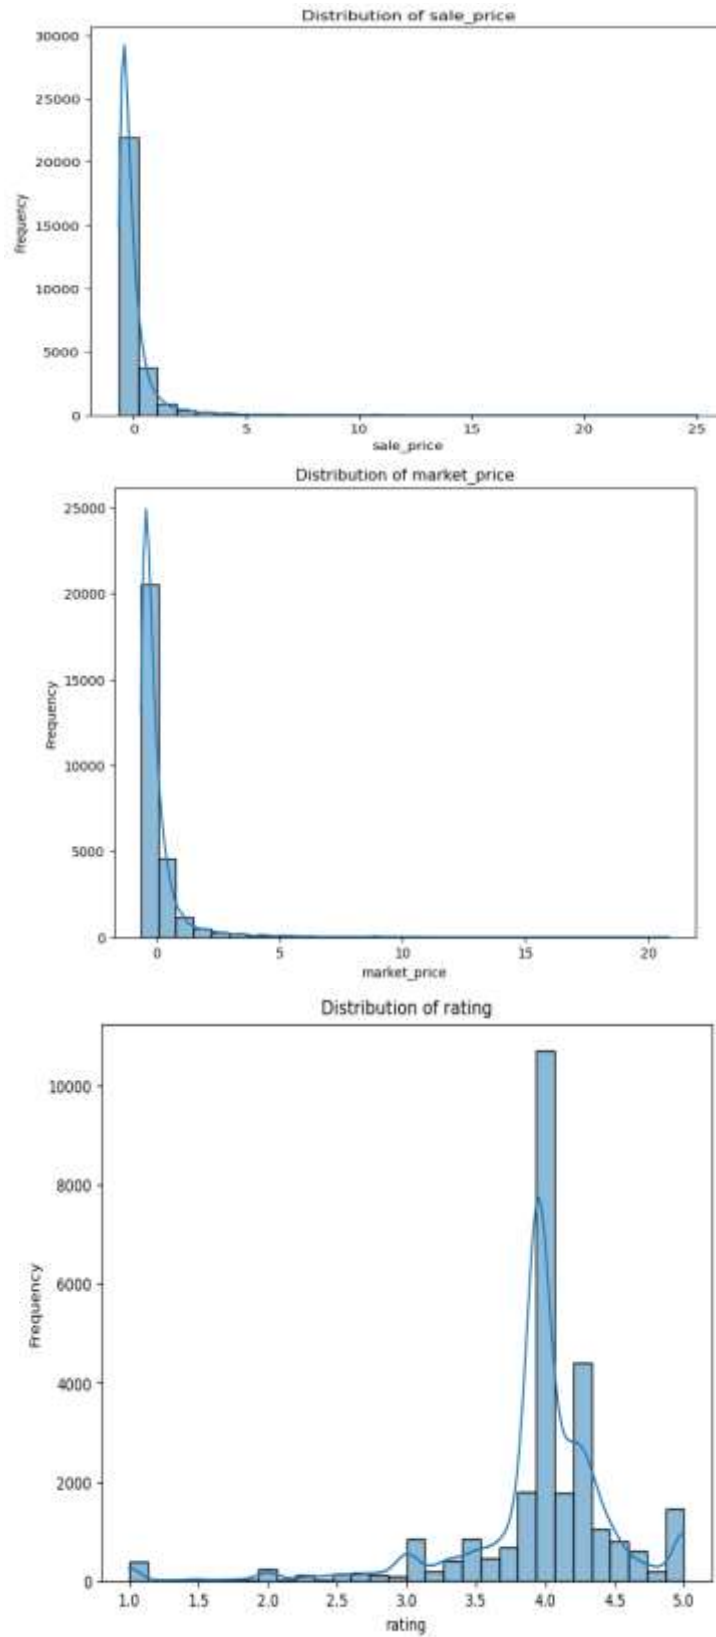 Distribution of sale_price
30000
25000
20000
15000
10000
5000
0
Frequency
0 5 10 15 20 25
sale_price
Distribution of market_price
25000
20000
15000
10000
5000
0
Frequency
0 5 10 15 20
market_price
Distribution of rating
10000
8000
6000
4000
2000
0
Frequency
1.0 1.5 2.0 2.5 3.0 3.5 4.0 4.5 5.0
rating